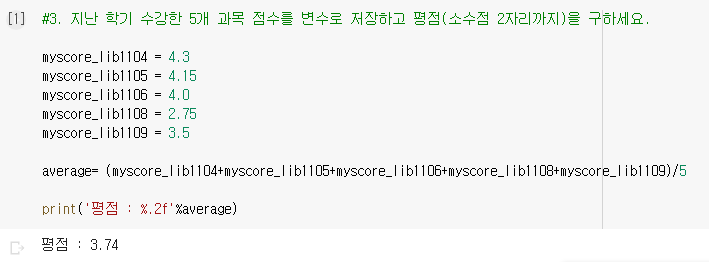 [1] #3. 지난 학기 수강한 5개 과목 점수를 변수로 저장하고 평점(소수점 2자리까지)을 구하세요.
myscore_lib1104 = 4.3
myscore_lib1105 = 4.15
myscore_lib1106 = 4.0
myscore_lib1108 = 2.75
myscore_lib1109 = 3.5
average= (myscore_lib1104+myscore_lib1105+myscore_lib1106+myscore_lib1108+myscore_lib1109)/5
print('평점 : %.2f'%average)
평점 : 3.74